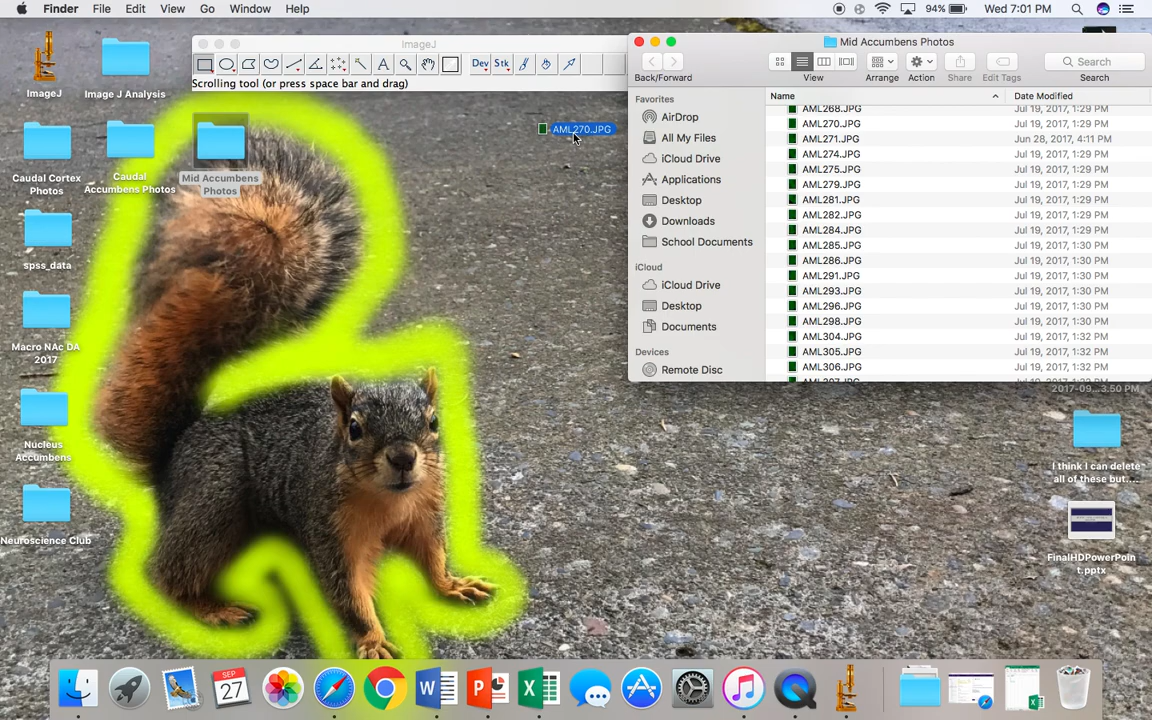 Finder File Edit View Go Window Help
94% Wed 7:01 PM
ImageJ
Dev Stk
Scrolling tool (or press space bar and drag)
ImageJ
Image J Analysis
Caudal Cortex
Photos
Caudal
Accumbens Photos
Mid Accumbens
Photos
spss_data
Macro NAc DA
2017
Nucleus
Accumbens
Neuroscience Club
AML270.JPG
Mid Accumbens Photos
Back/Forward View Arrange Action Share Edit Tags Search
Search
Favorites
AirDrop
All My Files
iCloud Drive
Applications
Desktop
Downloads
School Documents
iCloud
iCloud Drive
Desktop
Documents
Devices
Remote Disc
Name Date Modified
AML268.JPG Jul 19, 2017, 1:29 PM
AML270.JPG Jul 19, 2017, 1:29 PM
AML271.JPG Jun 28, 2017, 4:11 PM
AML274.JPG Jul 19, 2017, 1:29 PM
AML275.JPG Jul 19, 2017, 1:29 PM
AML279.JPG Jul 19, 2017, 1:29 PM
AML281.JPG Jul 19, 2017, 1:29 PM
AML282.JPG Jul 19, 2017, 1:29 PM
AML284.JPG Jul 19, 2017, 1:29 PM
AML285.JPG Jul 19, 2017, 1:30 PM
AML286.JPG Jul 19, 2017, 1:30 PM
AML291.JPG Jul 19, 2017, 1:30 PM
AML293.JPG Jul 19, 2017, 1:30 PM
AML296.JPG Jul 19, 2017, 1:30 PM
AML298.JPG Jul 19, 2017, 1:30 PM
AML304.JPG Jul 19, 2017, 1:32 PM
AML305.JPG Jul 19, 2017, 1:32 PM
AML306.JPG Jul 19, 2017, 1:32 PM
2017-09...3.50 PM
I think I can delete
all of these but....
FinalHDPowerPoin
t.pptx
SEP
27